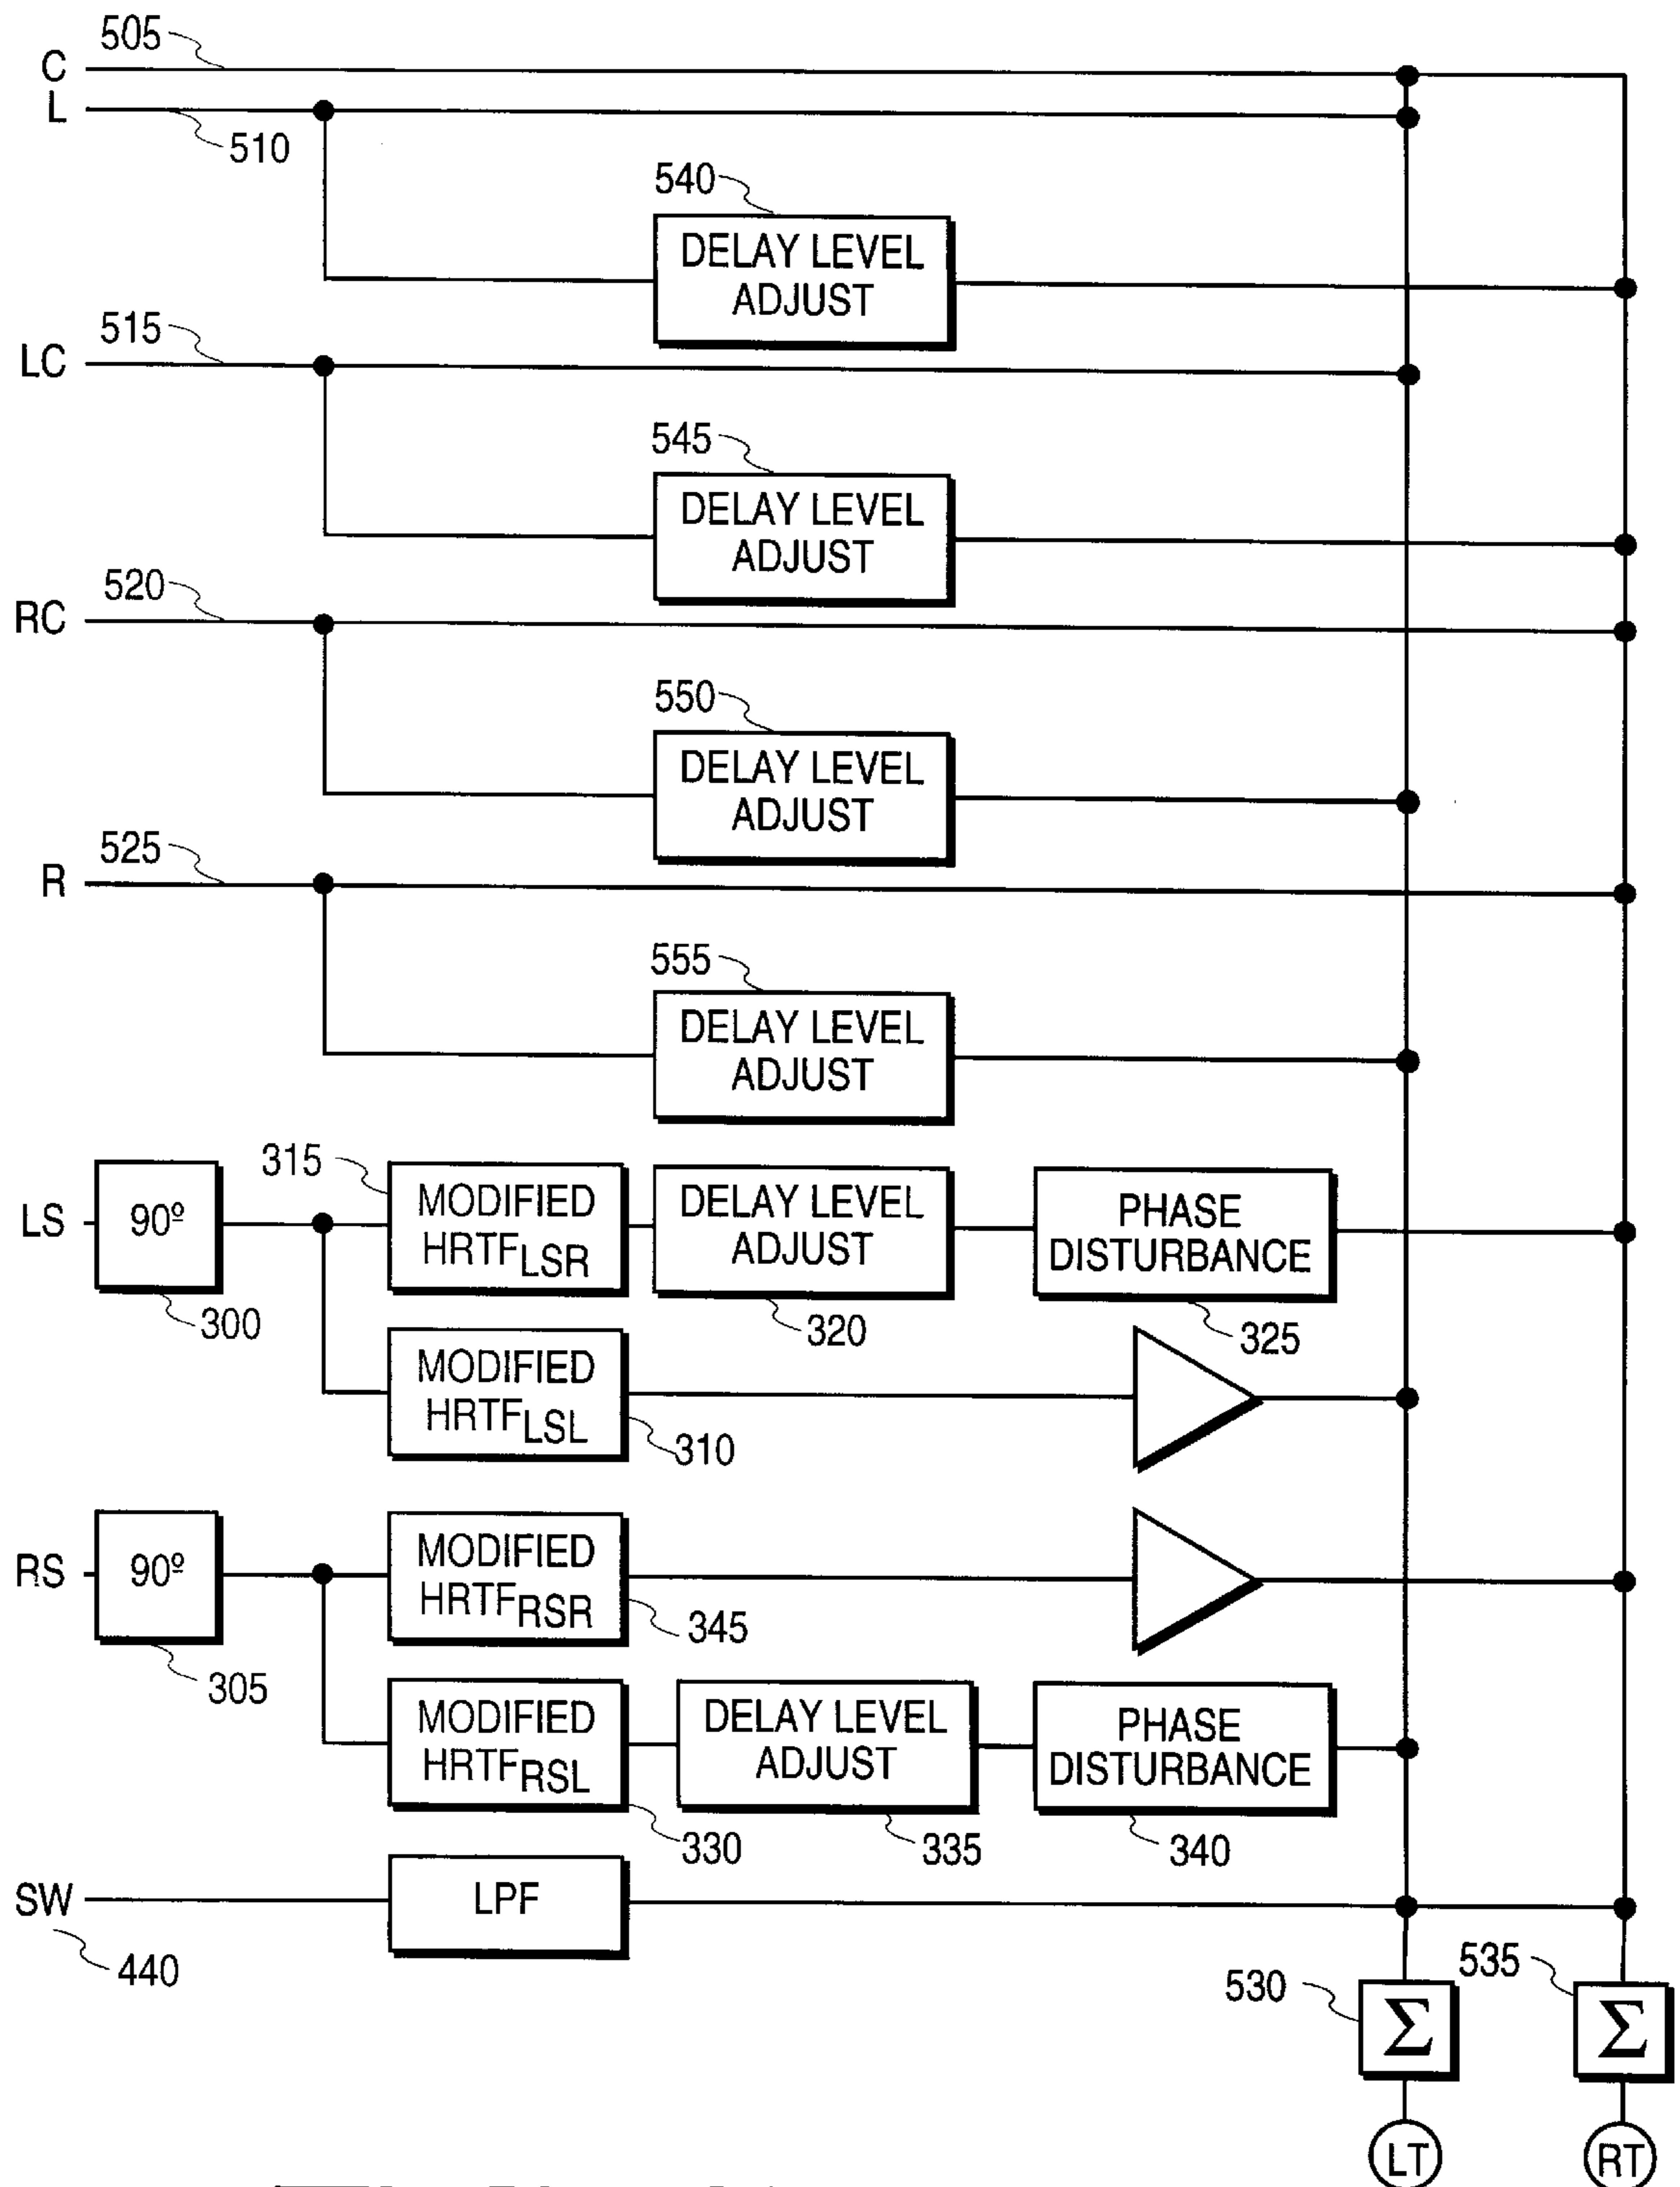 505
C
L
510
540
DELAY LEVEL
ADJUST
515
LC
545
DELAY LEVEL
ADJUST
520
RC
550
DELAY LEVEL
ADJUST
525
R
555
DELAY LEVEL
ADJUST
LS
90º
300
315
MODIFIED
HRTFLSR
DELAY LEVEL
ADJUST
320
PHASE
DISTURBANCE
325
MODIFIED
HRTFLSL
310
RS
90º
305
MODIFIED
HRTFRSR
345
MODIFIED
HRTFRSL
330
DELAY LEVEL
ADJUST
335
PHASE
DISTURBANCE
340
SW
440
LPF
530
Σ
535
Σ
LT
RT